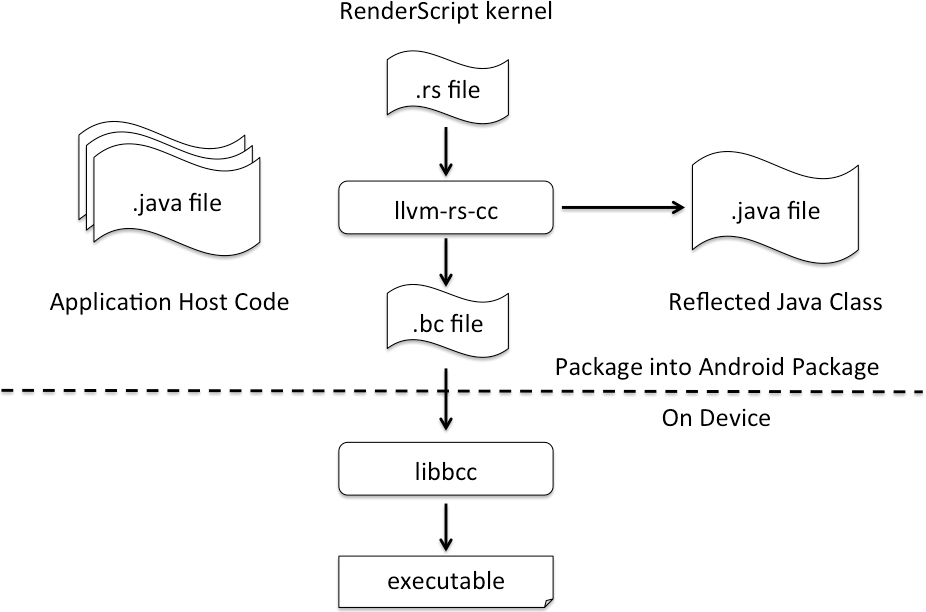 RenderScript kernel
.rs file
.java file
llvm-rs-cc
.java file
Application Host Code
Reflected Java Class
.bc file
Package into Android Package
On Device
libbcc
executable